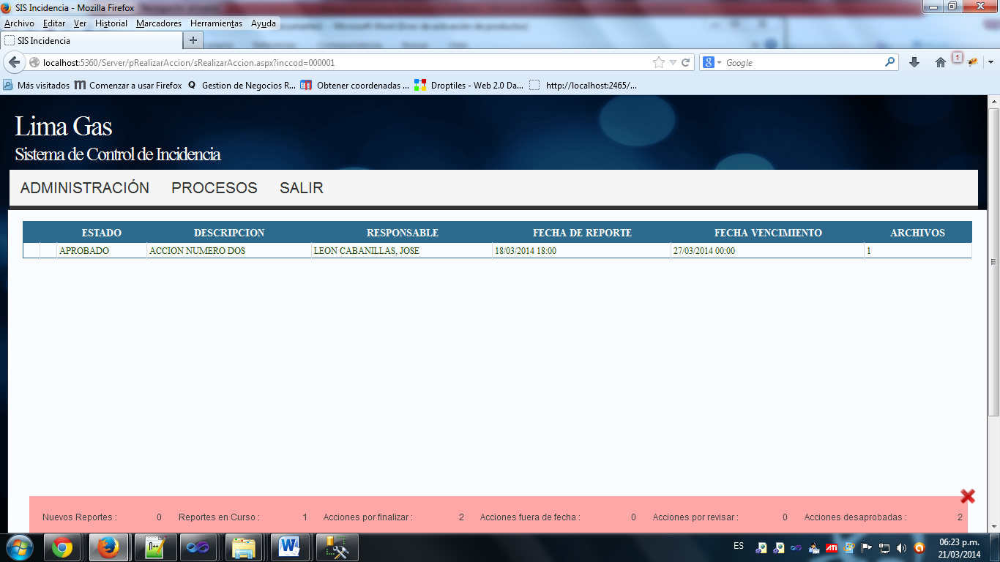 SIS Incidencia - Mozilla Firefox
Archivo Editar Ver Historial Marcadores Herramientas Ayuda
SIS Incidencia
localhost:5360/Server/pRealizarAccion/sRealizarAccion.aspx?inccod=000001
Google
1
Más visitados Comenzar a usar Firefox Gestion de Negocios R... Obtener coordenadas ... Droptiles - Web 2.0 Da... http://localhost:2465/...
Lima Gas
Sistema de Control de Incidencia
ADMINISTRACIÓN PROCESOS SALIR
ESTADO DESCRIPCION RESPONSABLE FECHA DE REPORTE FECHA VENCIMIENTO ARCHIVOS
APROBADO ACCION NUMERO DOS LEON CABANILLAS, JOSE 18/03/2014 18:00 27/03/2014 00:00 1
Nuevos Reportes : 0 Reportes en Curso : 1 Acciones por finalizar : 2 Acciones fuera de fecha : 0 Acciones por revisar : 0 Acciones desaprobadas : 2
ES
06:23 p.m.
21/03/2014